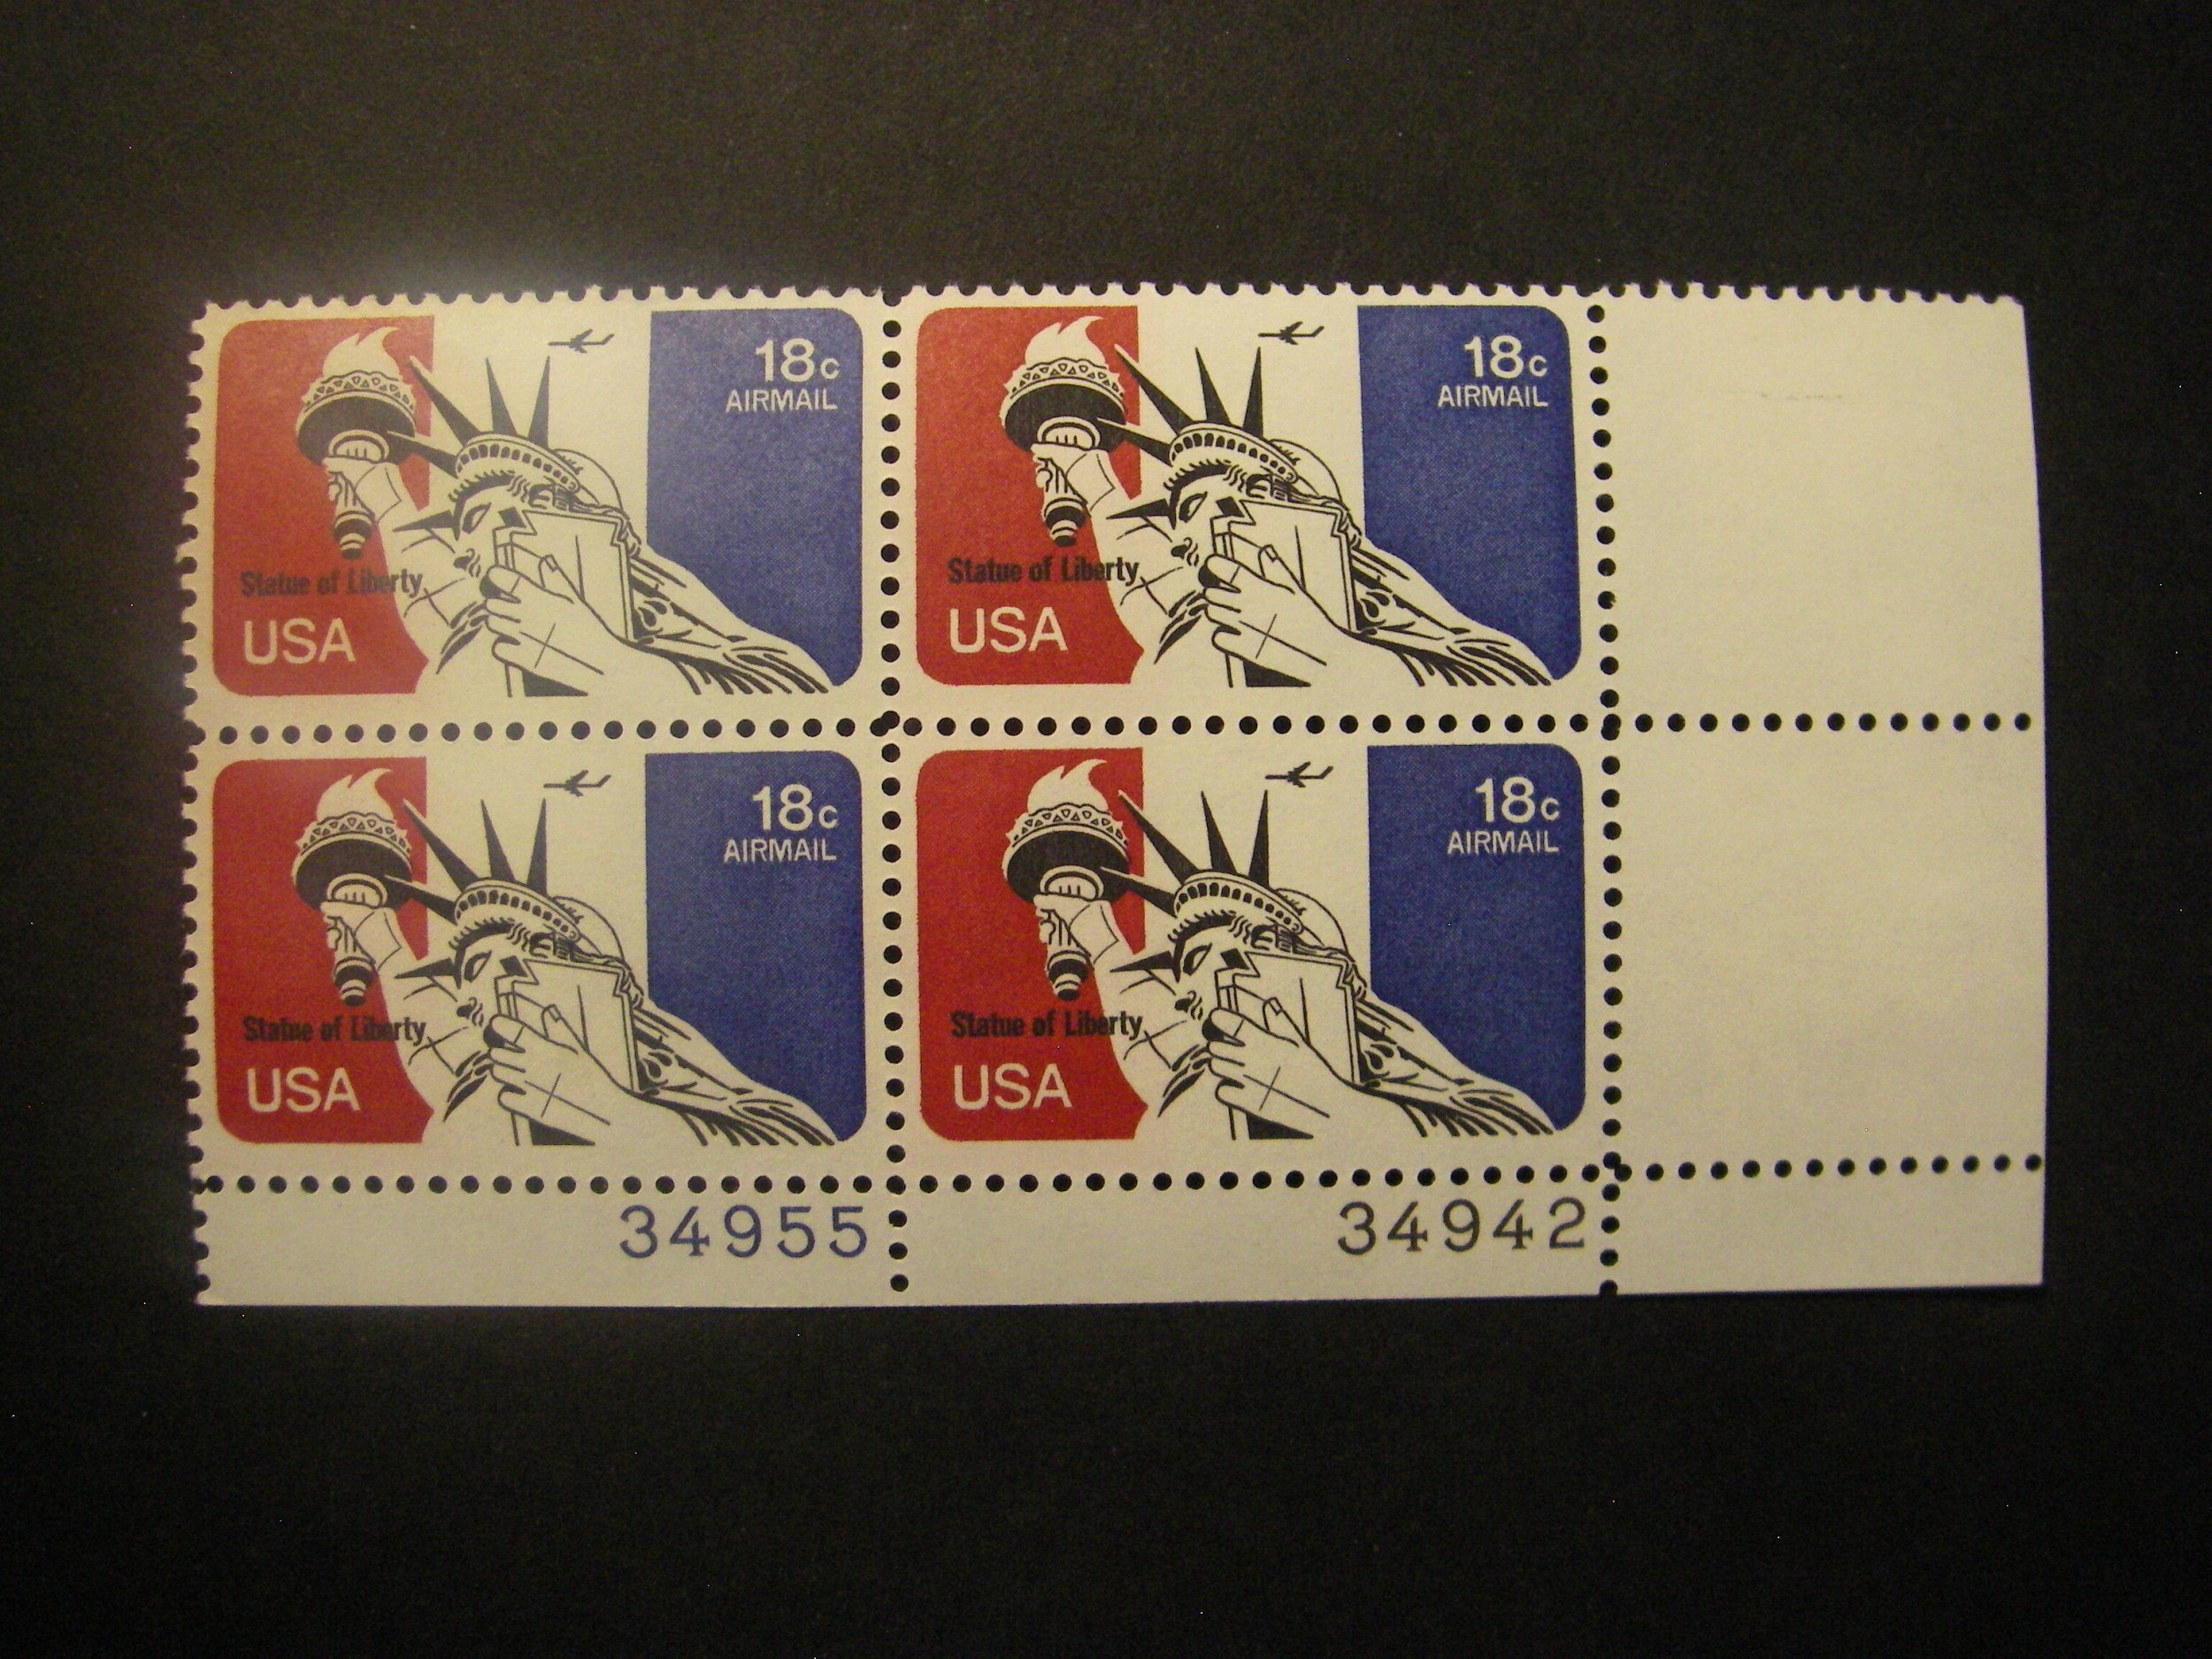 18c
AIRMAIL
Statue of Liberty
USA
18c
AIRMAIL
Statue of Liberty
USA
18c
AIRMAIL
Statue of Liberty
USA
18c
AIRMAIL
Statue of Liberty
USA
34955
34942